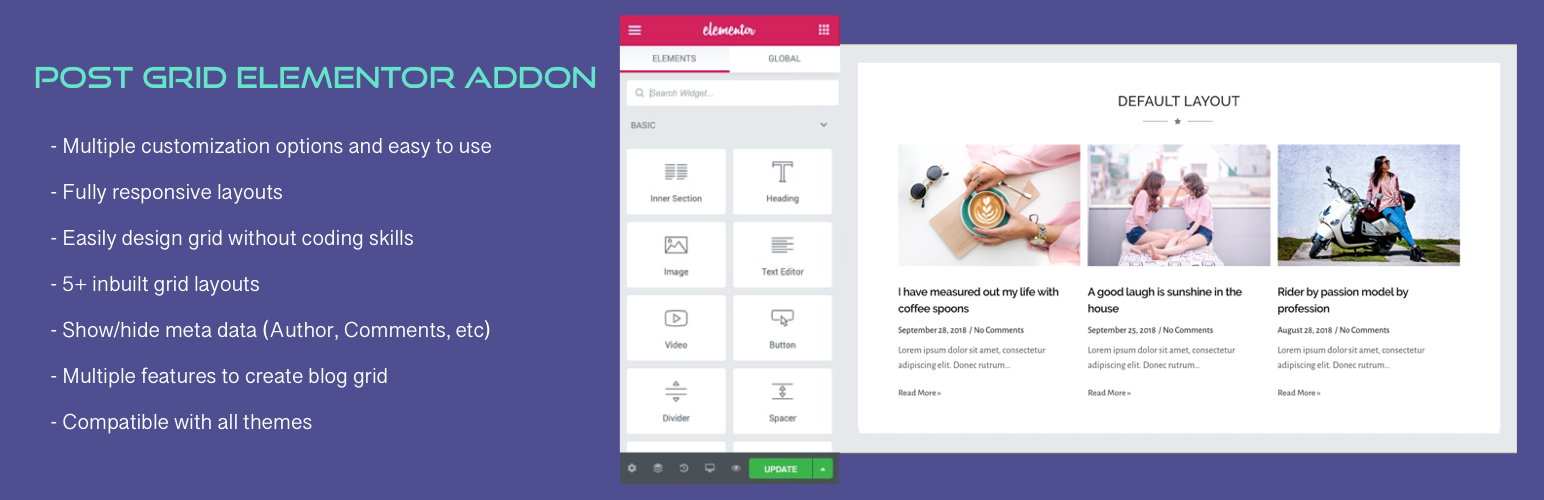 POST GRID ELEMENTOR ADDON
- Multiple customization options and easy to use
- Fully responsive layouts
- Easily design grid without coding skills
- 5+ inbuilt grid layouts
- Show/hide meta data (Author, Comments, etc)
- Multiple features to create blog grid
- Compatible with all themes
elementor
ELEMENTS GLOBAL
Search Widget...
BASIC
Inner Section Heading
Image Text Editor
Video Button
Divider Spacer
UPDATE
DEFAULT LAYOUT
I have measured out my life with
coffee spoons
September 28, 2018 / No Comments
Lorem ipsum dolor sit amet, consectetur
adipiscing elit. Donec rutrum...
Read More »
A good laugh is sunshine in the
house
September 25, 2018 / No Comments
Lorem ipsum dolor sit amet, consectetur
adipiscing elit. Donec rutrum...
Read More »
Rider by passion model by
profession
August 28, 2018 / No Comments
Lorem ipsum dolor sit amet, consectetur
adipiscing elit. Donec rutrum...
Read More »